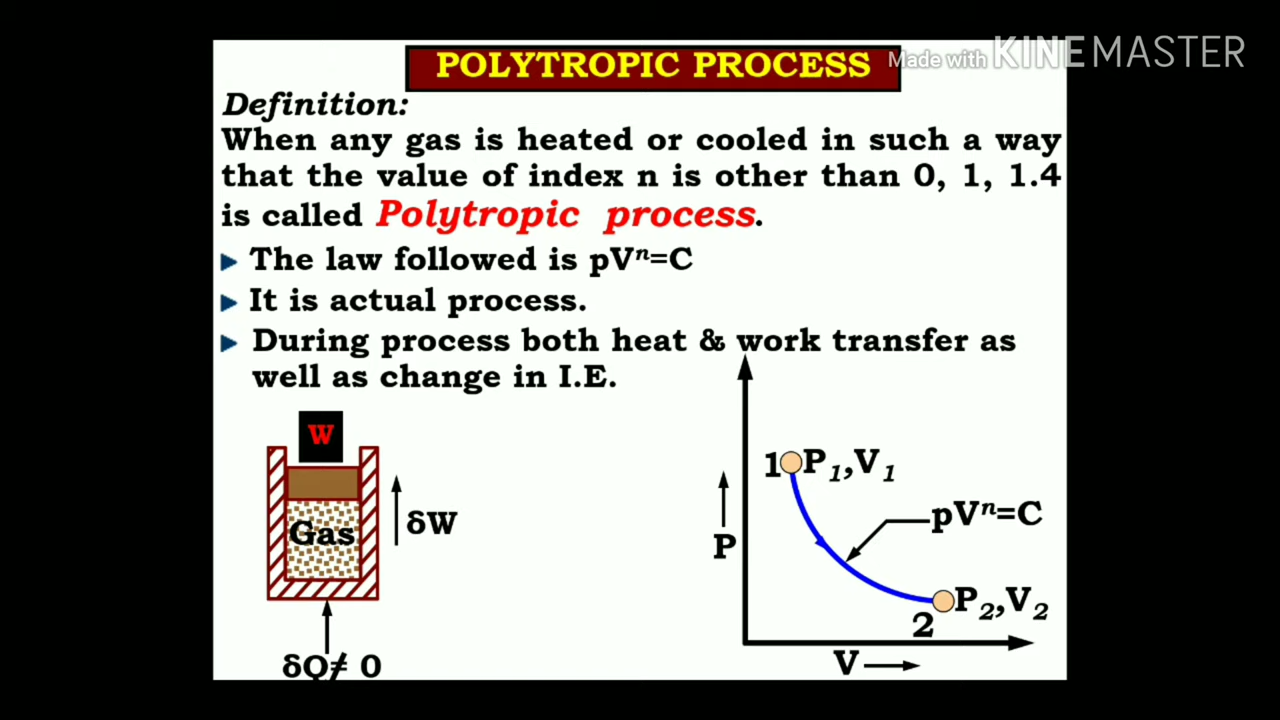 POLYTROPIC PROCESS
Made with KINEMASTER
Definition:
When any gas is heated or cooled in such a way
that the value of index n is other than 0, 1, 1.4
is called Polytropic process.
The law followed is pVⁿ=C
It is actual process.
During process both heat & work transfer as
well as change in I.E.
W
Gas
δW
δQ≠ 0
1
P₁,V₁
pVⁿ=C
P
P₂,V₂
2
V